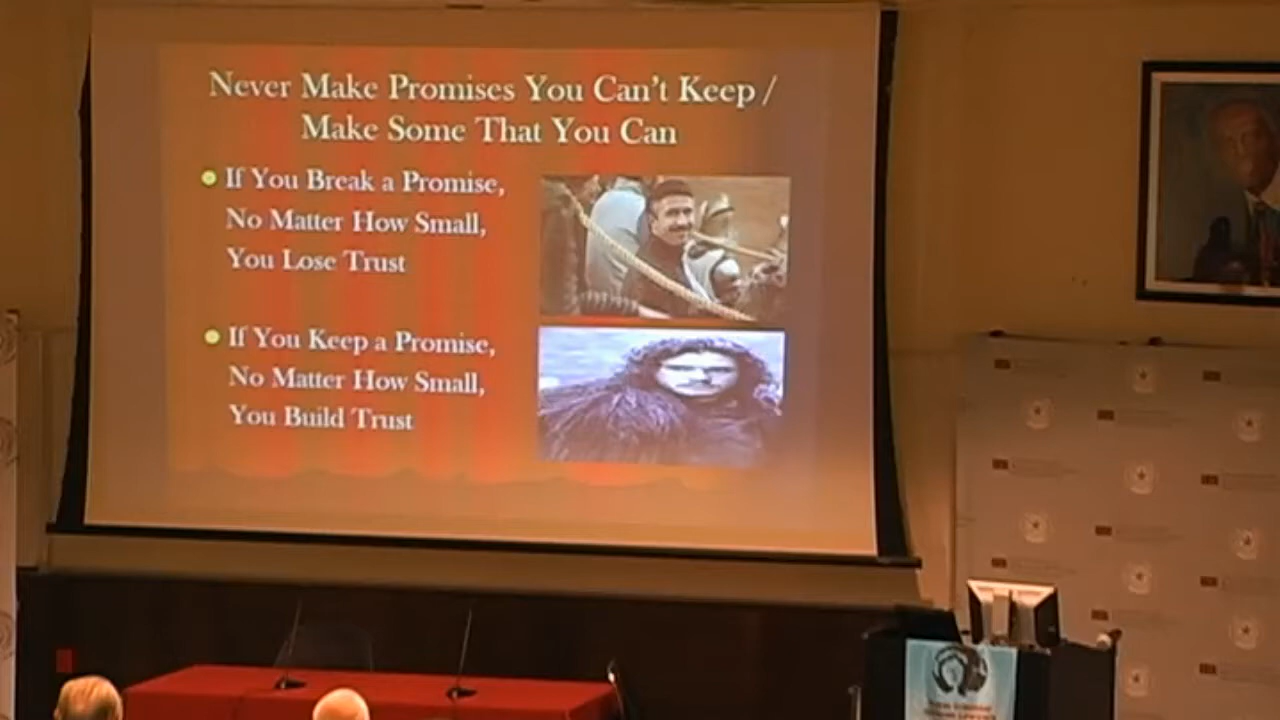 Never Make Promises You Can't Keep /
Make Some That You Can
If You Break a Promise,
No Matter How Small,
You Lose Trust
If You Keep a Promise,
No Matter How Small,
You Build Trust